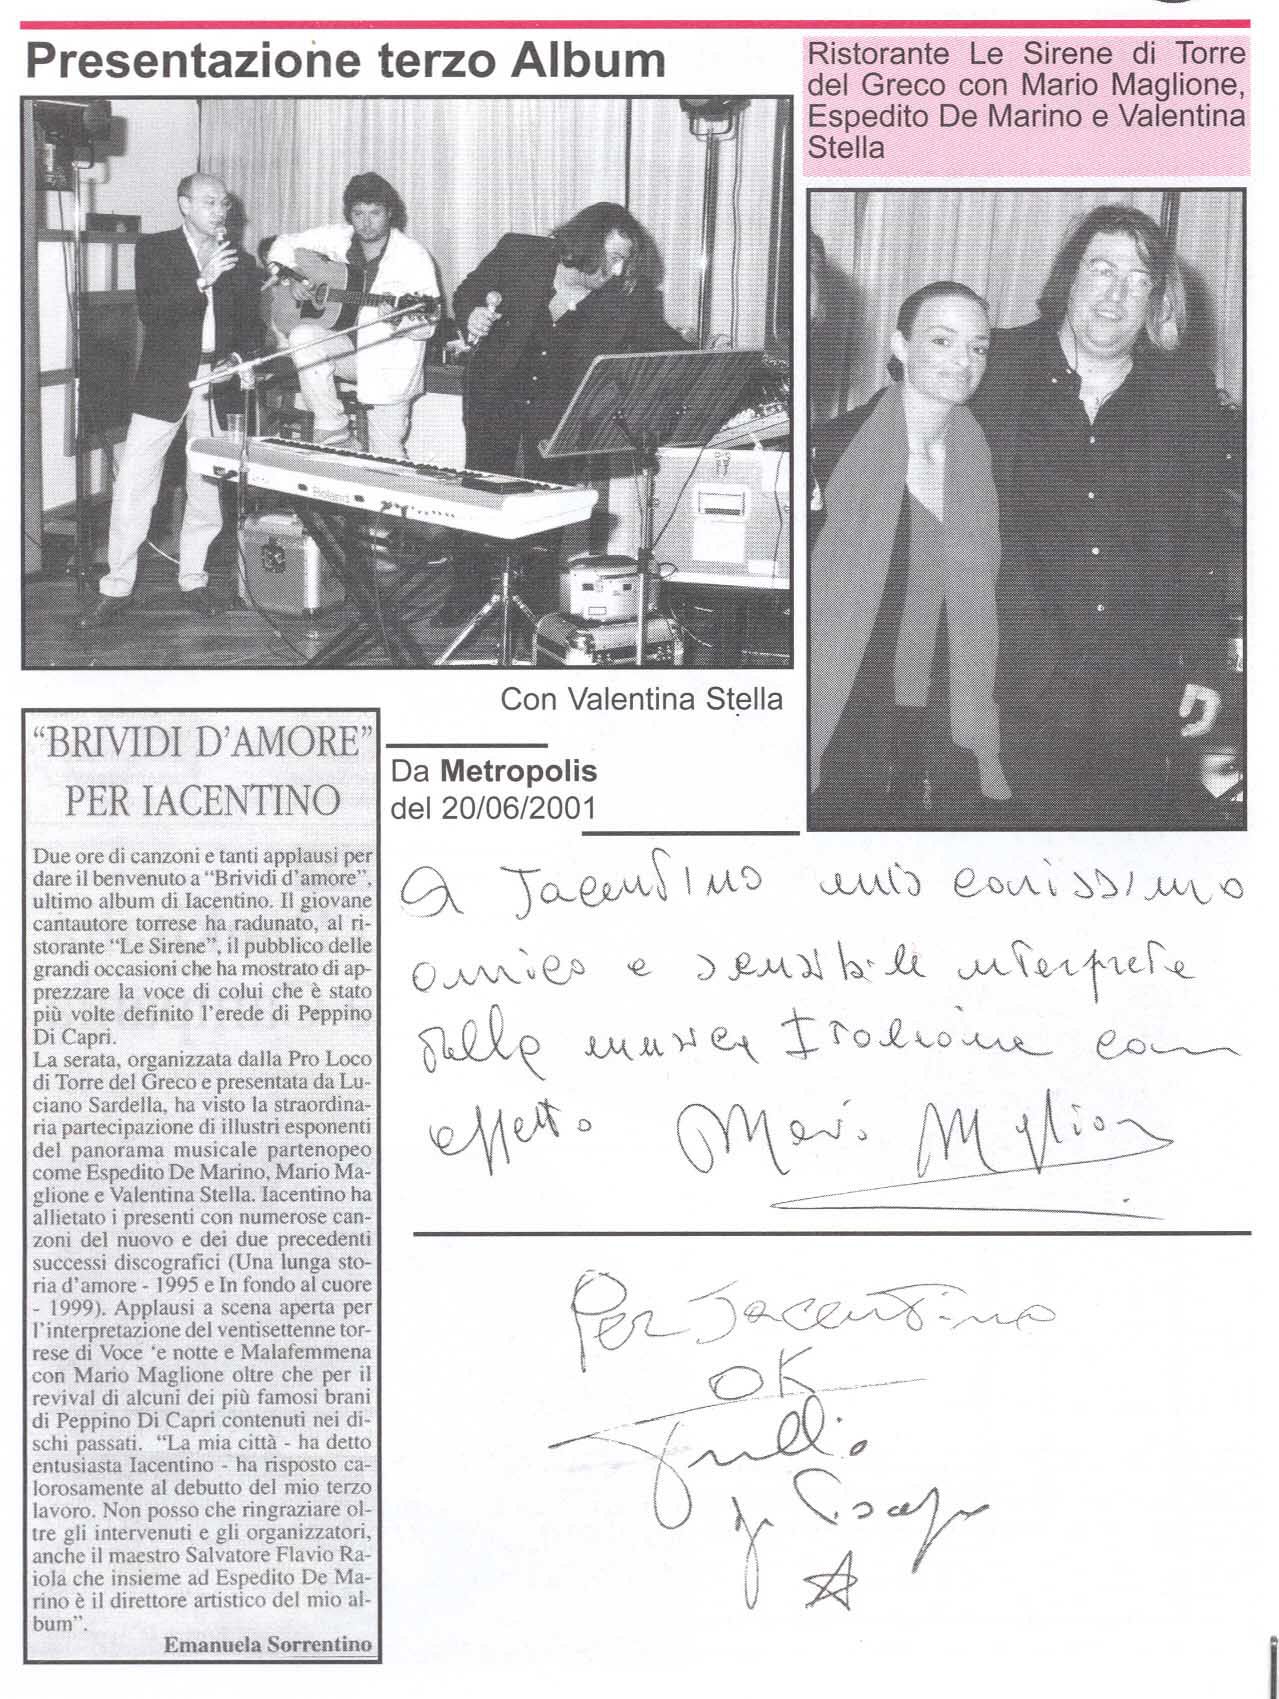 Presentazione terzo Album
Ristorante Le Sirene di Torre
del Greco con Mario Maglione,
Espedito De Marino e Valentina
Stella
Roland
Con Valentina Stella
Da Metropolis
del 20/06/2001
“BRIVIDI D’AMORE”
PER IACENTINO
Due ore di canzoni e tanti applausi per
dare il benvenuto a “Brividi d’amore”,
ultimo album di Iacentino. Il giovane
cantautore torrese ha radunato, al ri-
storante “Le Sirene”, il pubblico delle
grandi occasioni che ha mostrato di ap-
prezzare la voce di colui che è stato
più volte definito l’erede di Peppino
Di Capri.
La serata, organizzata dalla Pro Loco
di Torre del Greco e presentata da Lu-
ciano Sardella, ha visto la straordina-
ria partecipazione di illustri esponenti
del panorama musicale partenopeo
come Espedito De Marino, Mario Ma-
glione e Valentina Stella. Iacentino ha
allietato i presenti con numerose can-
zoni del nuovo e dei due precedenti
successi discografici (Una lunga sto-
ria d’amore - 1995 e In fondo al cuore
- 1999). Applausi a scena aperta per
l’interpretazione del ventisettenne tor-
rese di Voce ‘e notte e Malafemmena
con Mario Maglione oltre che per il
revival di alcuni dei più famosi brani
di Peppino Di Capri contenuti nei di-
schi passati. “La mia città - ha detto
entusiasta Iacentino - ha risposto ca-
lorosamente al debutto del mio terzo
lavoro. Non posso che ringraziare ol-
tre gli intervenuti e gli organizzatori,
anche il maestro Salvatore Flavio Ra-
iola che insieme ad Espedito De Ma-
rino è il direttore artistico del mio al-
bum”.
Emanuela Sorrentino
A Jacentino mio carissimo
amico e sensibile interprete
della musica Italiana con
affetto Mario Maglione
Per Jacentino
OK
Tullio